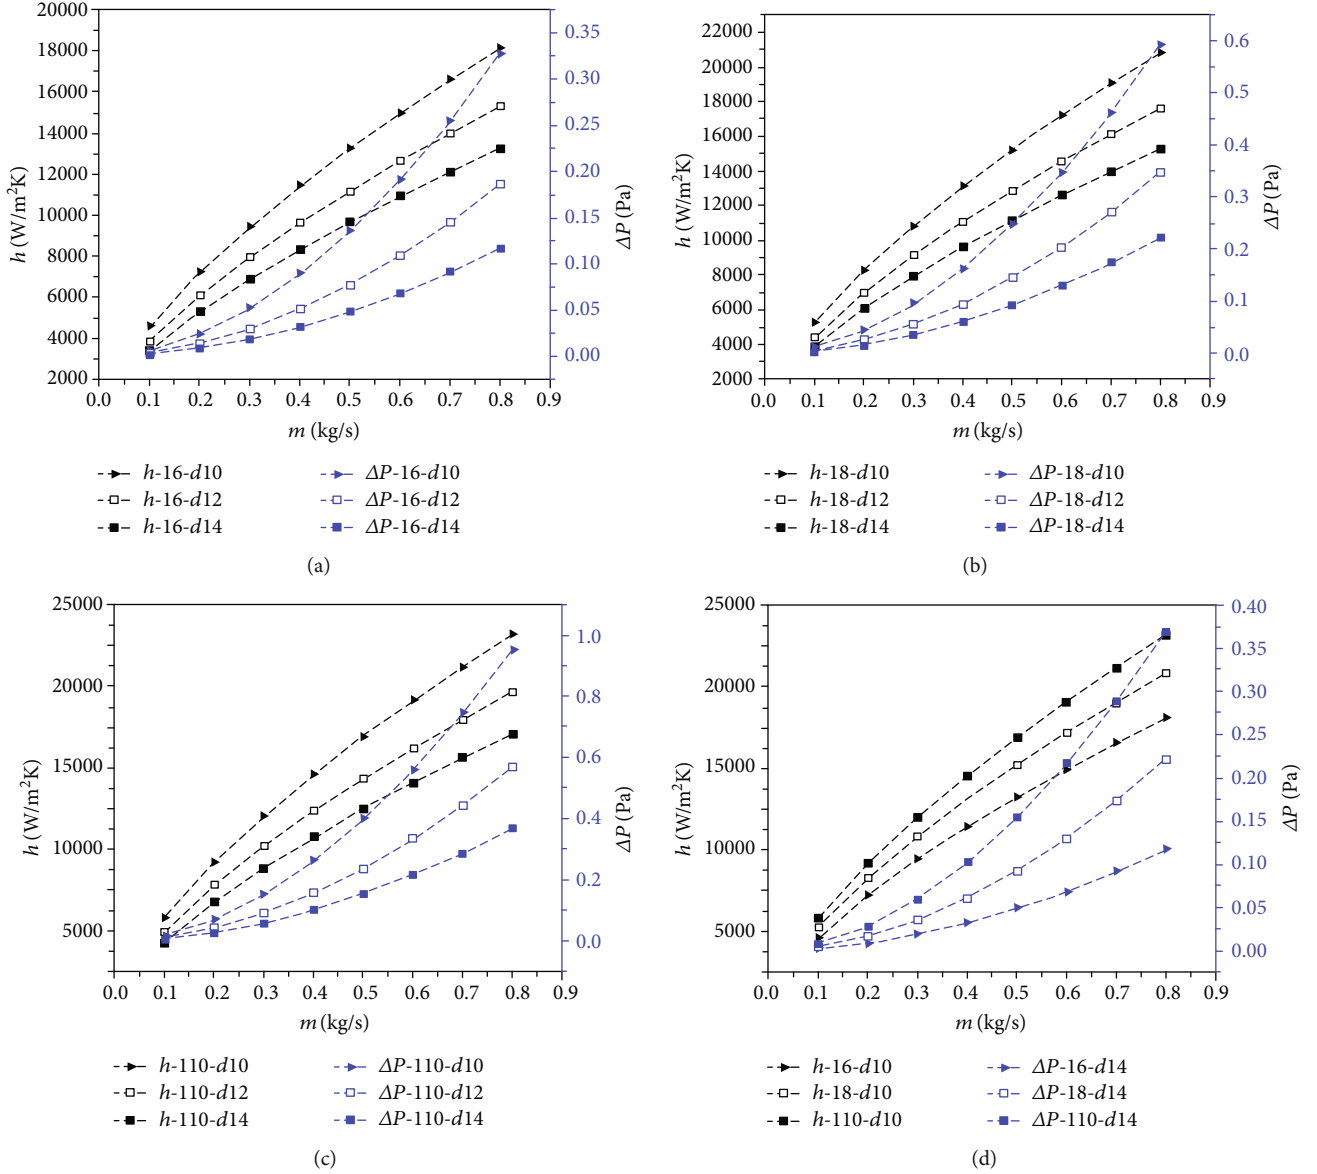 20000
18000
16000
14000
12000
10000
8000
6000
4000
2000
h (W/m²K)
0.35
0.30
0.25
0.20
0.15
0.10
0.05
0.00
ΔP (Pa)
0.0 0.1 0.2 0.3 0.4 0.5 0.6 0.7 0.8 0.9
m (kg/s)
h-16-d10 ΔP-16-d10
h-16-d12 ΔP-16-d12
h-16-d14 ΔP-16-d14
(a)
22000
20000
18000
16000
14000
12000
10000
8000
6000
4000
2000
h (W/m²K)
0.6
0.5
0.4
0.3
0.2
0.1
0.0
ΔP (Pa)
0.0 0.1 0.2 0.3 0.4 0.5 0.6 0.7 0.8 0.9
m (kg/s)
h-18-d10 ΔP-18-d10
h-18-d12 ΔP-18-d12
h-18-d14 ΔP-18-d14
(b)
25000
20000
15000
10000
5000
h (W/m²K)
1.0
0.8
0.6
0.4
0.2
0.0
ΔP (Pa)
0.0 0.1 0.2 0.3 0.4 0.5 0.6 0.7 0.8 0.9
m (kg/s)
h-110-d10 ΔP-110-d10
h-110-d12 ΔP-110-d12
h-110-d14 ΔP-110-d14
(c)
25000
20000
15000
10000
5000
h (W/m²K)
0.40
0.35
0.30
0.25
0.20
0.15
0.10
0.05
0.00
ΔP (Pa)
0.0 0.1 0.2 0.3 0.4 0.5 0.6 0.7 0.8 0.9
m (kg/s)
h-16-d10 ΔP-16-d14
h-18-d10 ΔP-18-d14
h-110-d10 ΔP-110-d14
(d)